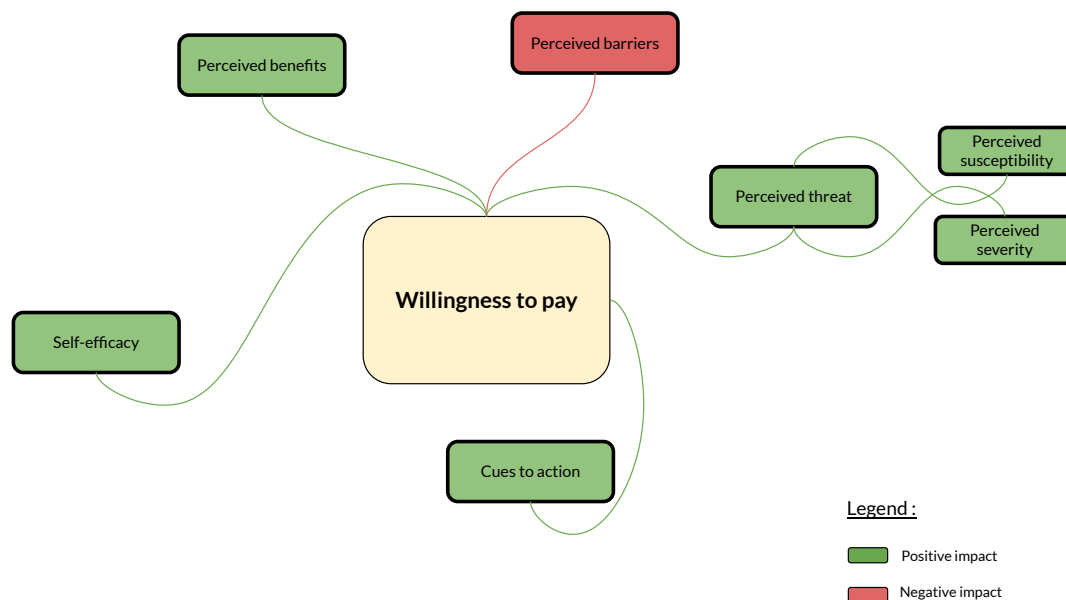 Perceived barriers
Perceived benefits
Perceived
susceptibility
Perceived threat
Perceived
severity
Willingness to pay
Self-efficacy
Cues to action
Legend :
Positive impact
Negative impact